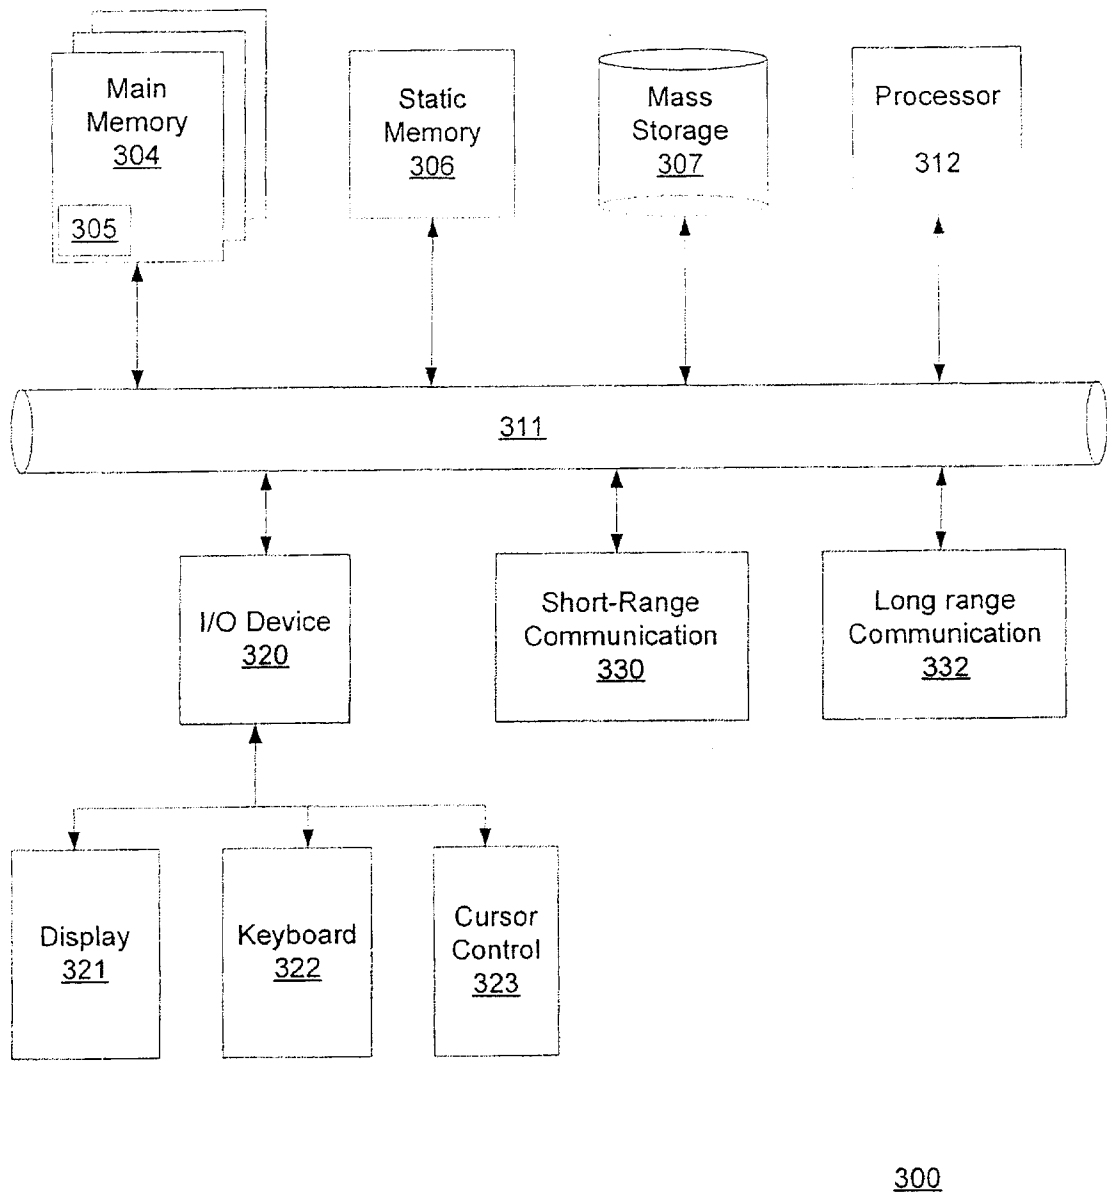 Main
Memory
304
305
Static
Memory
306
Mass
Storage
307
Processor
312
311
I/O Device
320
Short-Range
Communication
330
Long range
Communication
332
Display
321
Keyboard
322
Cursor
Control
323
300